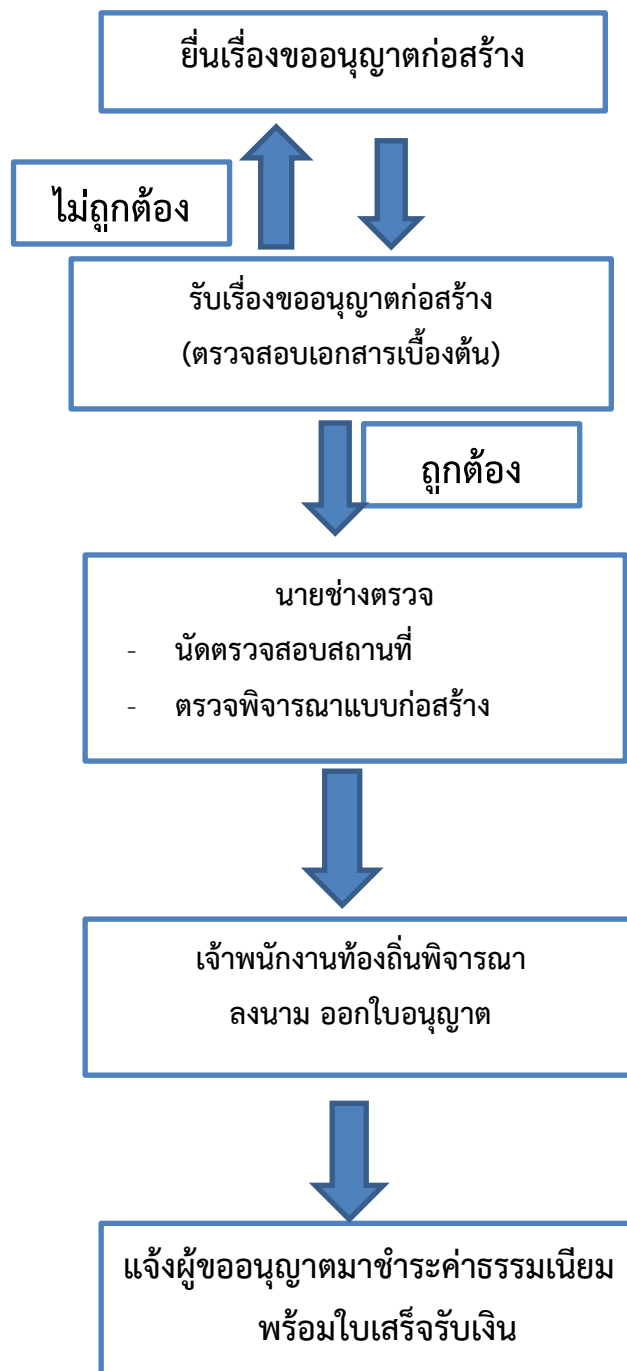 ยื่นเรื่องขออนุญาตก่อสร้าง
ไม่ถูกต้อง
รับเรื่องขออนุญาตก่อสร้าง
(ตรวจสอบเอกสารเบื้องต้น)
ถูกต้อง
นายช่างตรวจ
- นัดตรวจสอบสถานที่
- ตรวจพิจารณาแบบก่อสร้าง
เจ้าพนักงานท้องถิ่นพิจารณา
ลงนาม ออกใบอนุญาต
แจ้งผู้ขออนุญาตมาชำระค่าธรรมเนียม
พร้อมใบเสร็จรับเงิน